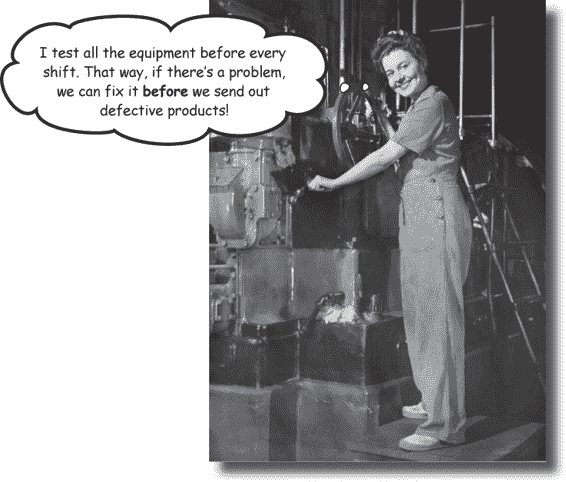 I test all the equipment before every
shift. That way, if there's a problem,
we can fix it before we send out
defective products!